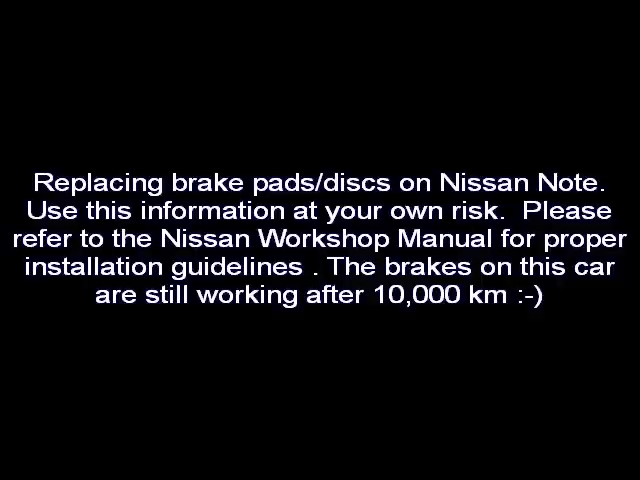 Replacing brake pads/discs on Nissan Note.
Use this information at your own risk.  Please
refer to the Nissan Workshop Manual for proper
installation guidelines . The brakes on this car
are still working after 10,000 km :-)